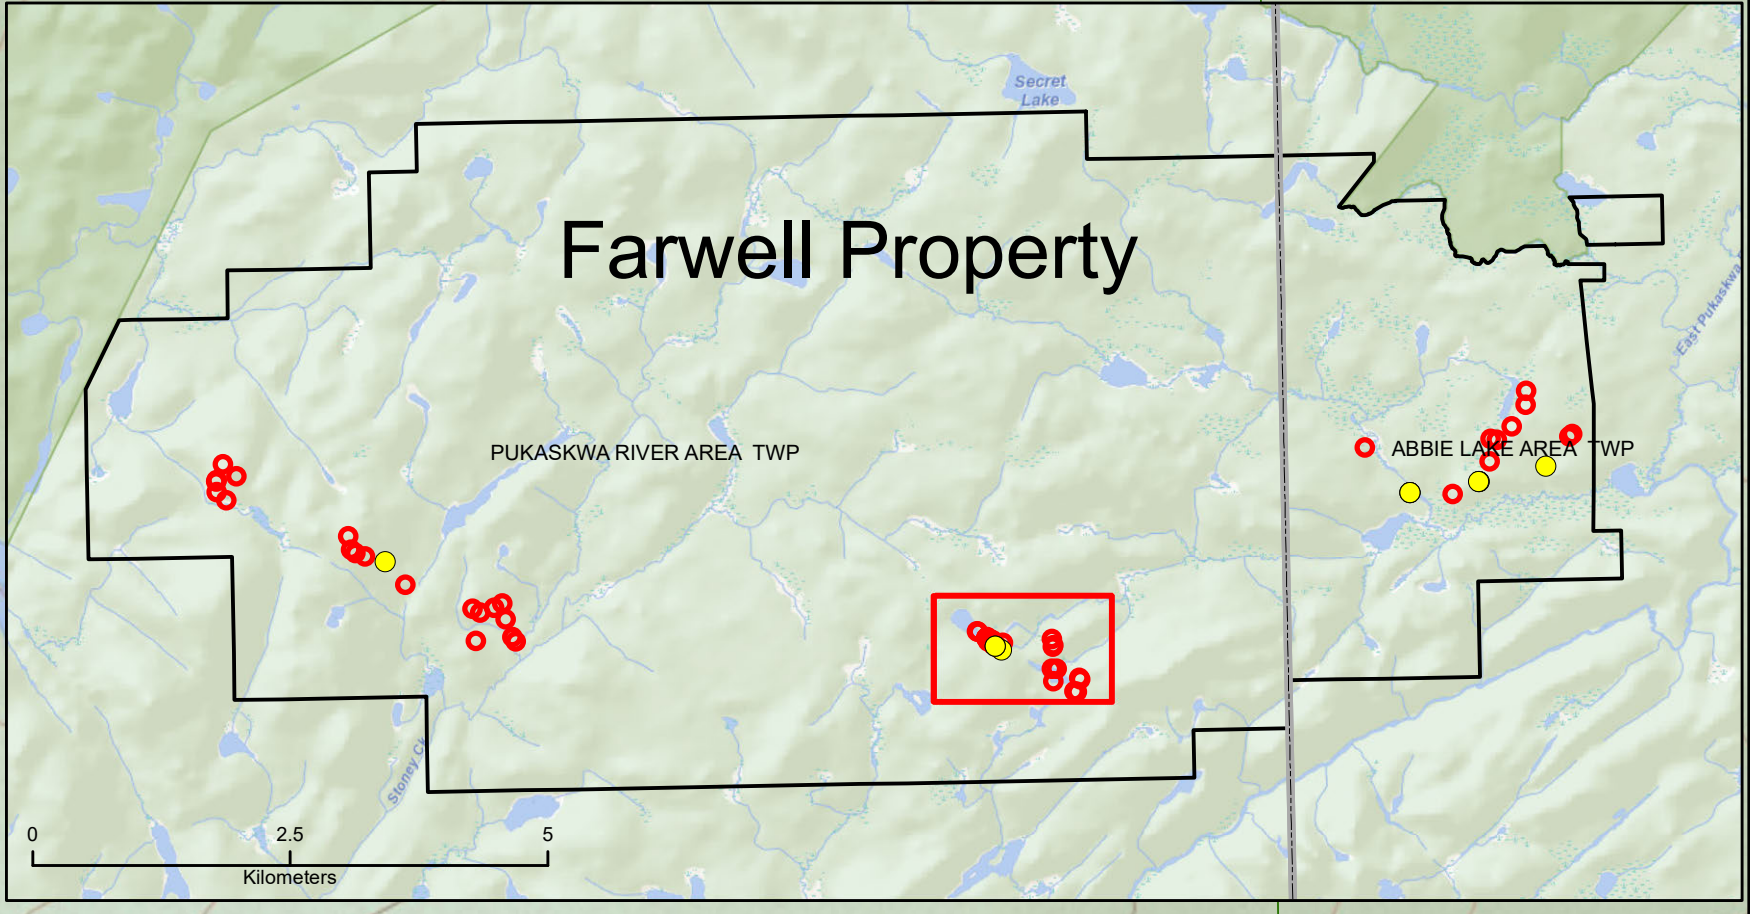 Secret
Lake
Farwell Property
East Pukaskwa
PUKASKWA RIVER AREA  TWP
ABBIE LAKE AREA  TWP
Stoney Ck
0 2.5 5
Kilometers